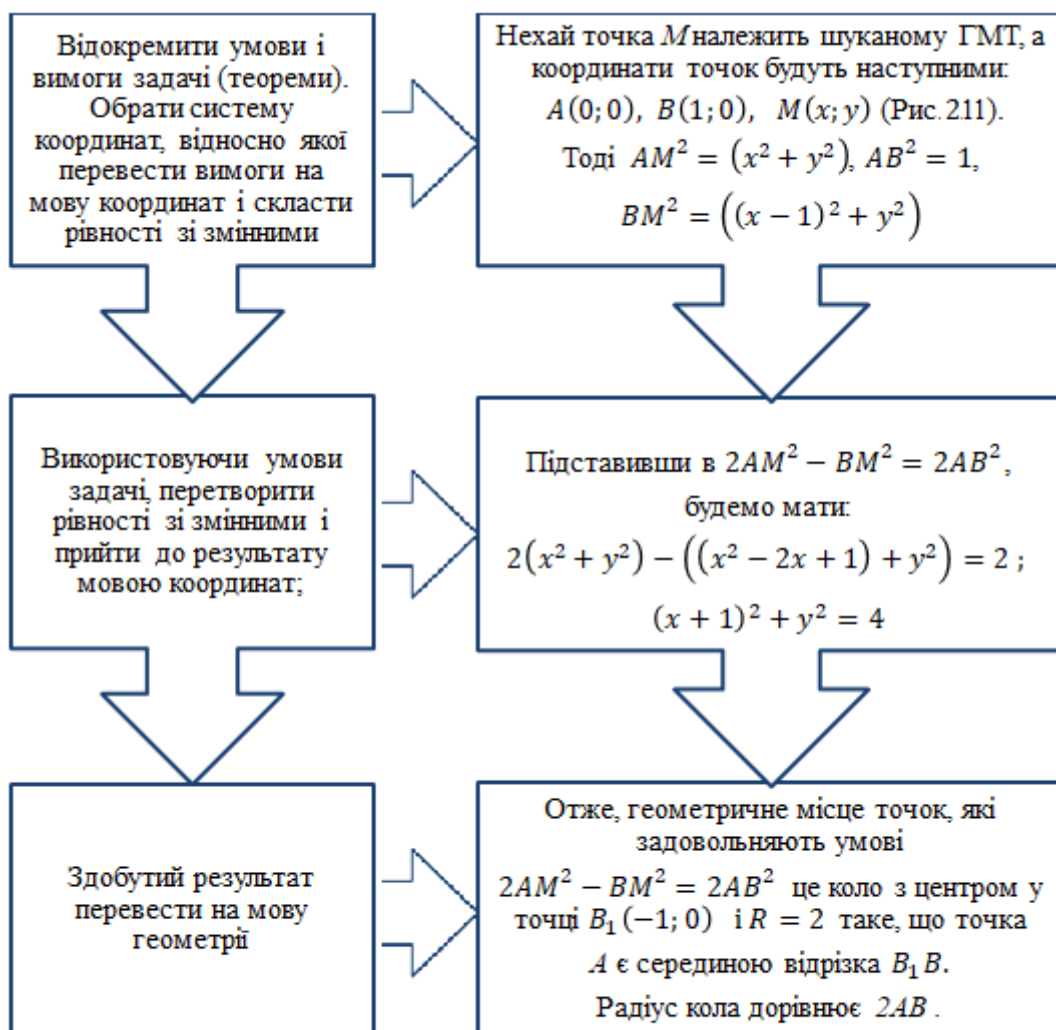 Відокремити умови і
вимоги задачі (теореми).
Обрати систему
координат, відносно якої
перевести вимоги на
мову координат і скласти
рівності зі змінними
Нехай точка M належить шуканому ГМТ, а
координати точок будуть наступними:
A(0; 0), B(1; 0), M(x; y) (Рис. 2.11).
Тоді AM² = (x² + y²), AB² = 1,
BM² = ((x − 1)² + y²)
Використовуючи умови
задачі, перетворити
рівності зі змінними і
прийти до результату
мовою координат;
Підставивши в 2AM² − BM² = 2AB²,
будемо мати:
2(x² + y²) − ((x² − 2x + 1) + y²) = 2 ;
(x + 1)² + y² = 4
Здобутий результат
перевести на мову
геометрії
Отже, геометричне місце точок, які
задовольняють умові
2AM² − BM² = 2AB² це коло з центром у
точці B₁(−1; 0) і R = 2 таке, що точка
A є серединою відрізка B₁B.
Радіус кола дорівнює 2AB .